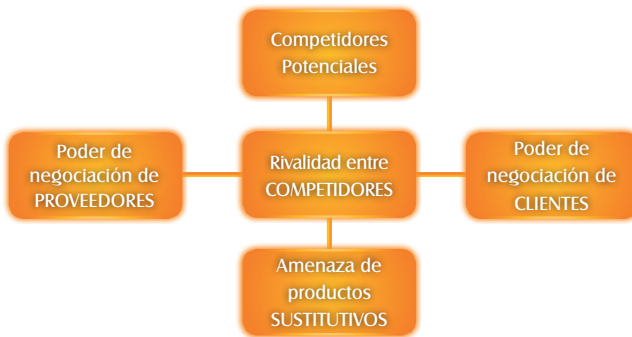 Competidores
Potenciales
Poder de
negociación de
PROVEEDORES
Rivalidad entre
COMPETIDORES
Poder de
negociación de
CLIENTES
Amenaza de
productos
SUSTITUTIVOS